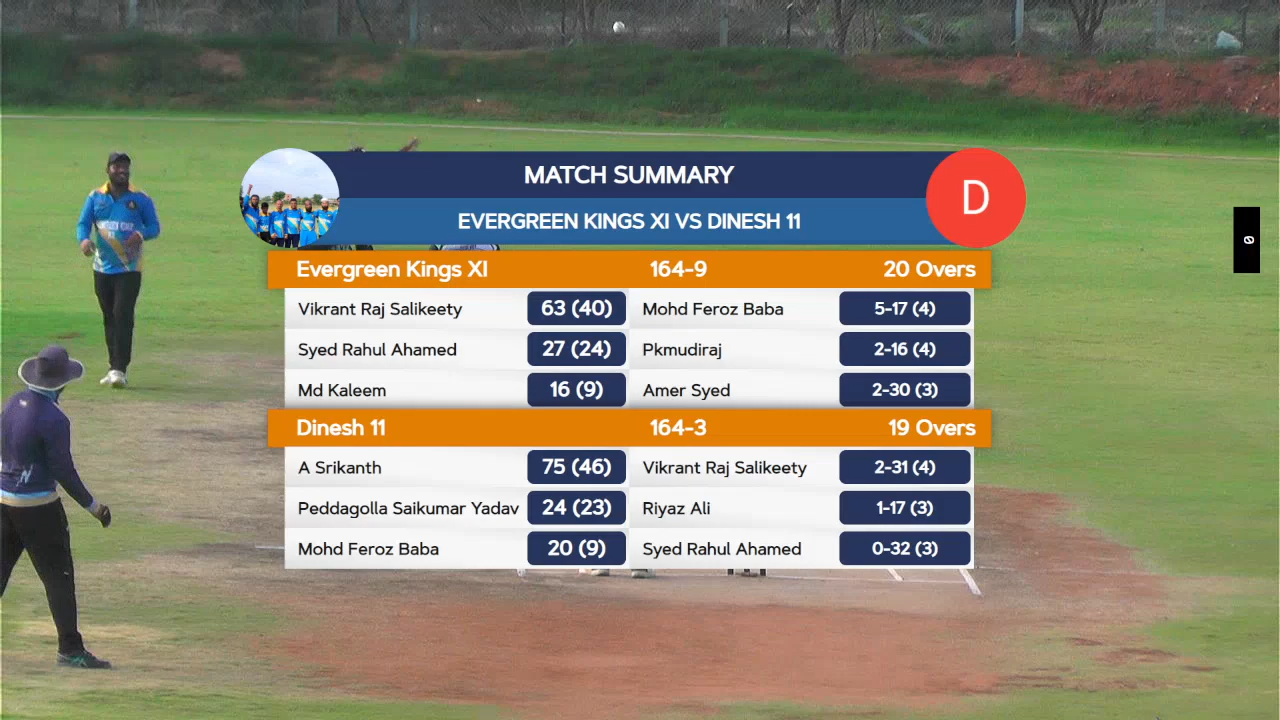 MATCH SUMMARY
EVERGREEN KINGS XI VS DINESH 11
D
Evergreen Kings XI 164-9 20 Overs
Vikrant Raj Salikeety 63 (40) Mohd Feroz Baba 5-17 (4)
Syed Rahul Ahamed 27 (24) Pkmudiraj 2-16 (4)
Md Kaleem 16 (9) Amer Syed 2-30 (3)
Dinesh 11 164-3 19 Overs
A Srikanth 75 (46) Vikrant Raj Salikeety 2-31 (4)
Peddagolla Saikumar Yadav 24 (23) Riyaz Ali 1-17 (3)
Mohd Feroz Baba 20 (9) Syed Rahul Ahamed 0-32 (3)
0